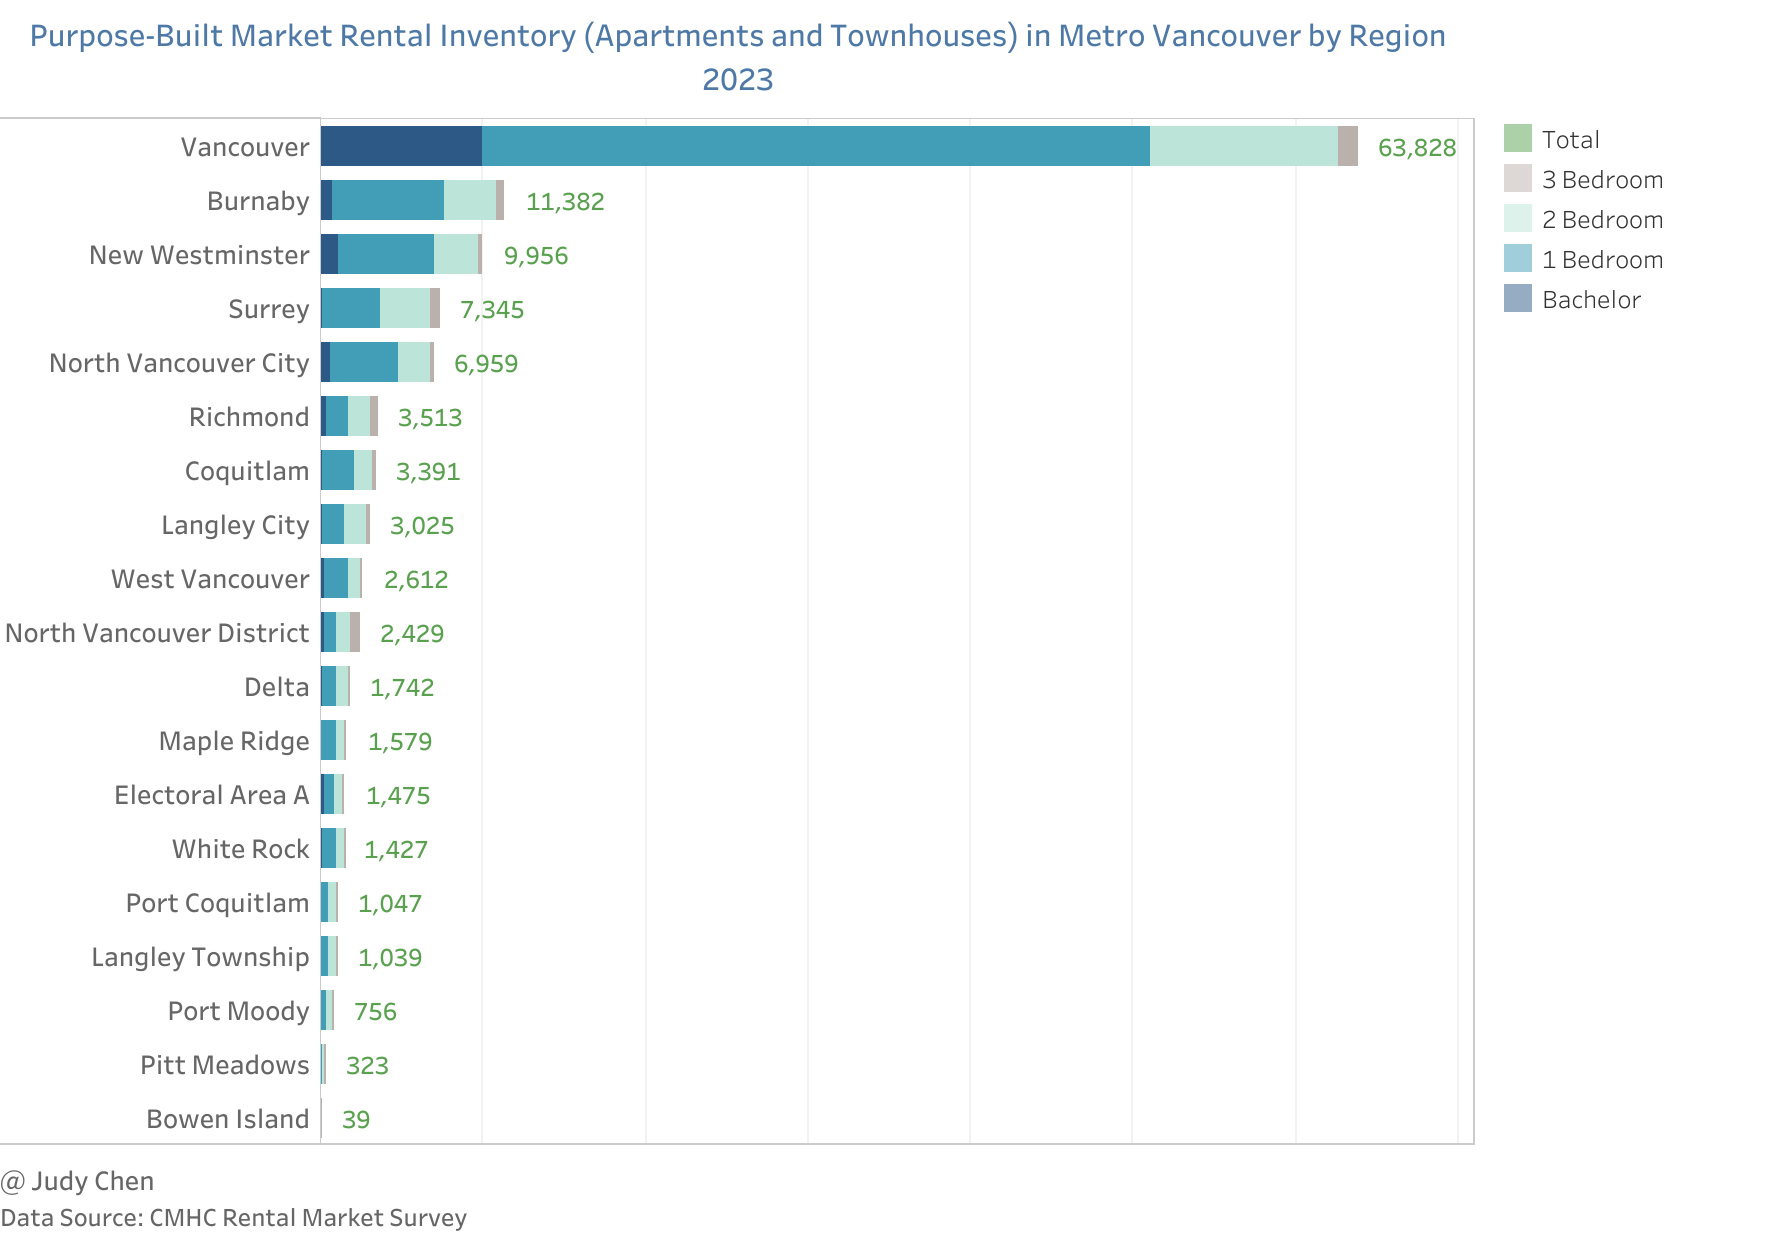 Purpose-Built Market Rental Inventory (Apartments and Townhouses) in Metro Vancouver by Region
2023
Vancouver 63,828
Burnaby 11,382
New Westminster 9,956
Surrey 7,345
North Vancouver City 6,959
Richmond 3,513
Coquitlam 3,391
Langley City 3,025
West Vancouver 2,612
North Vancouver District 2,429
Delta 1,742
Maple Ridge 1,579
Electoral Area A 1,475
White Rock 1,427
Port Coquitlam 1,047
Langley Township 1,039
Port Moody 756
Pitt Meadows 323
Bowen Island 39
Total
3 Bedroom
2 Bedroom
1 Bedroom
Bachelor
@ Judy Chen
Data Source: CMHC Rental Market Survey